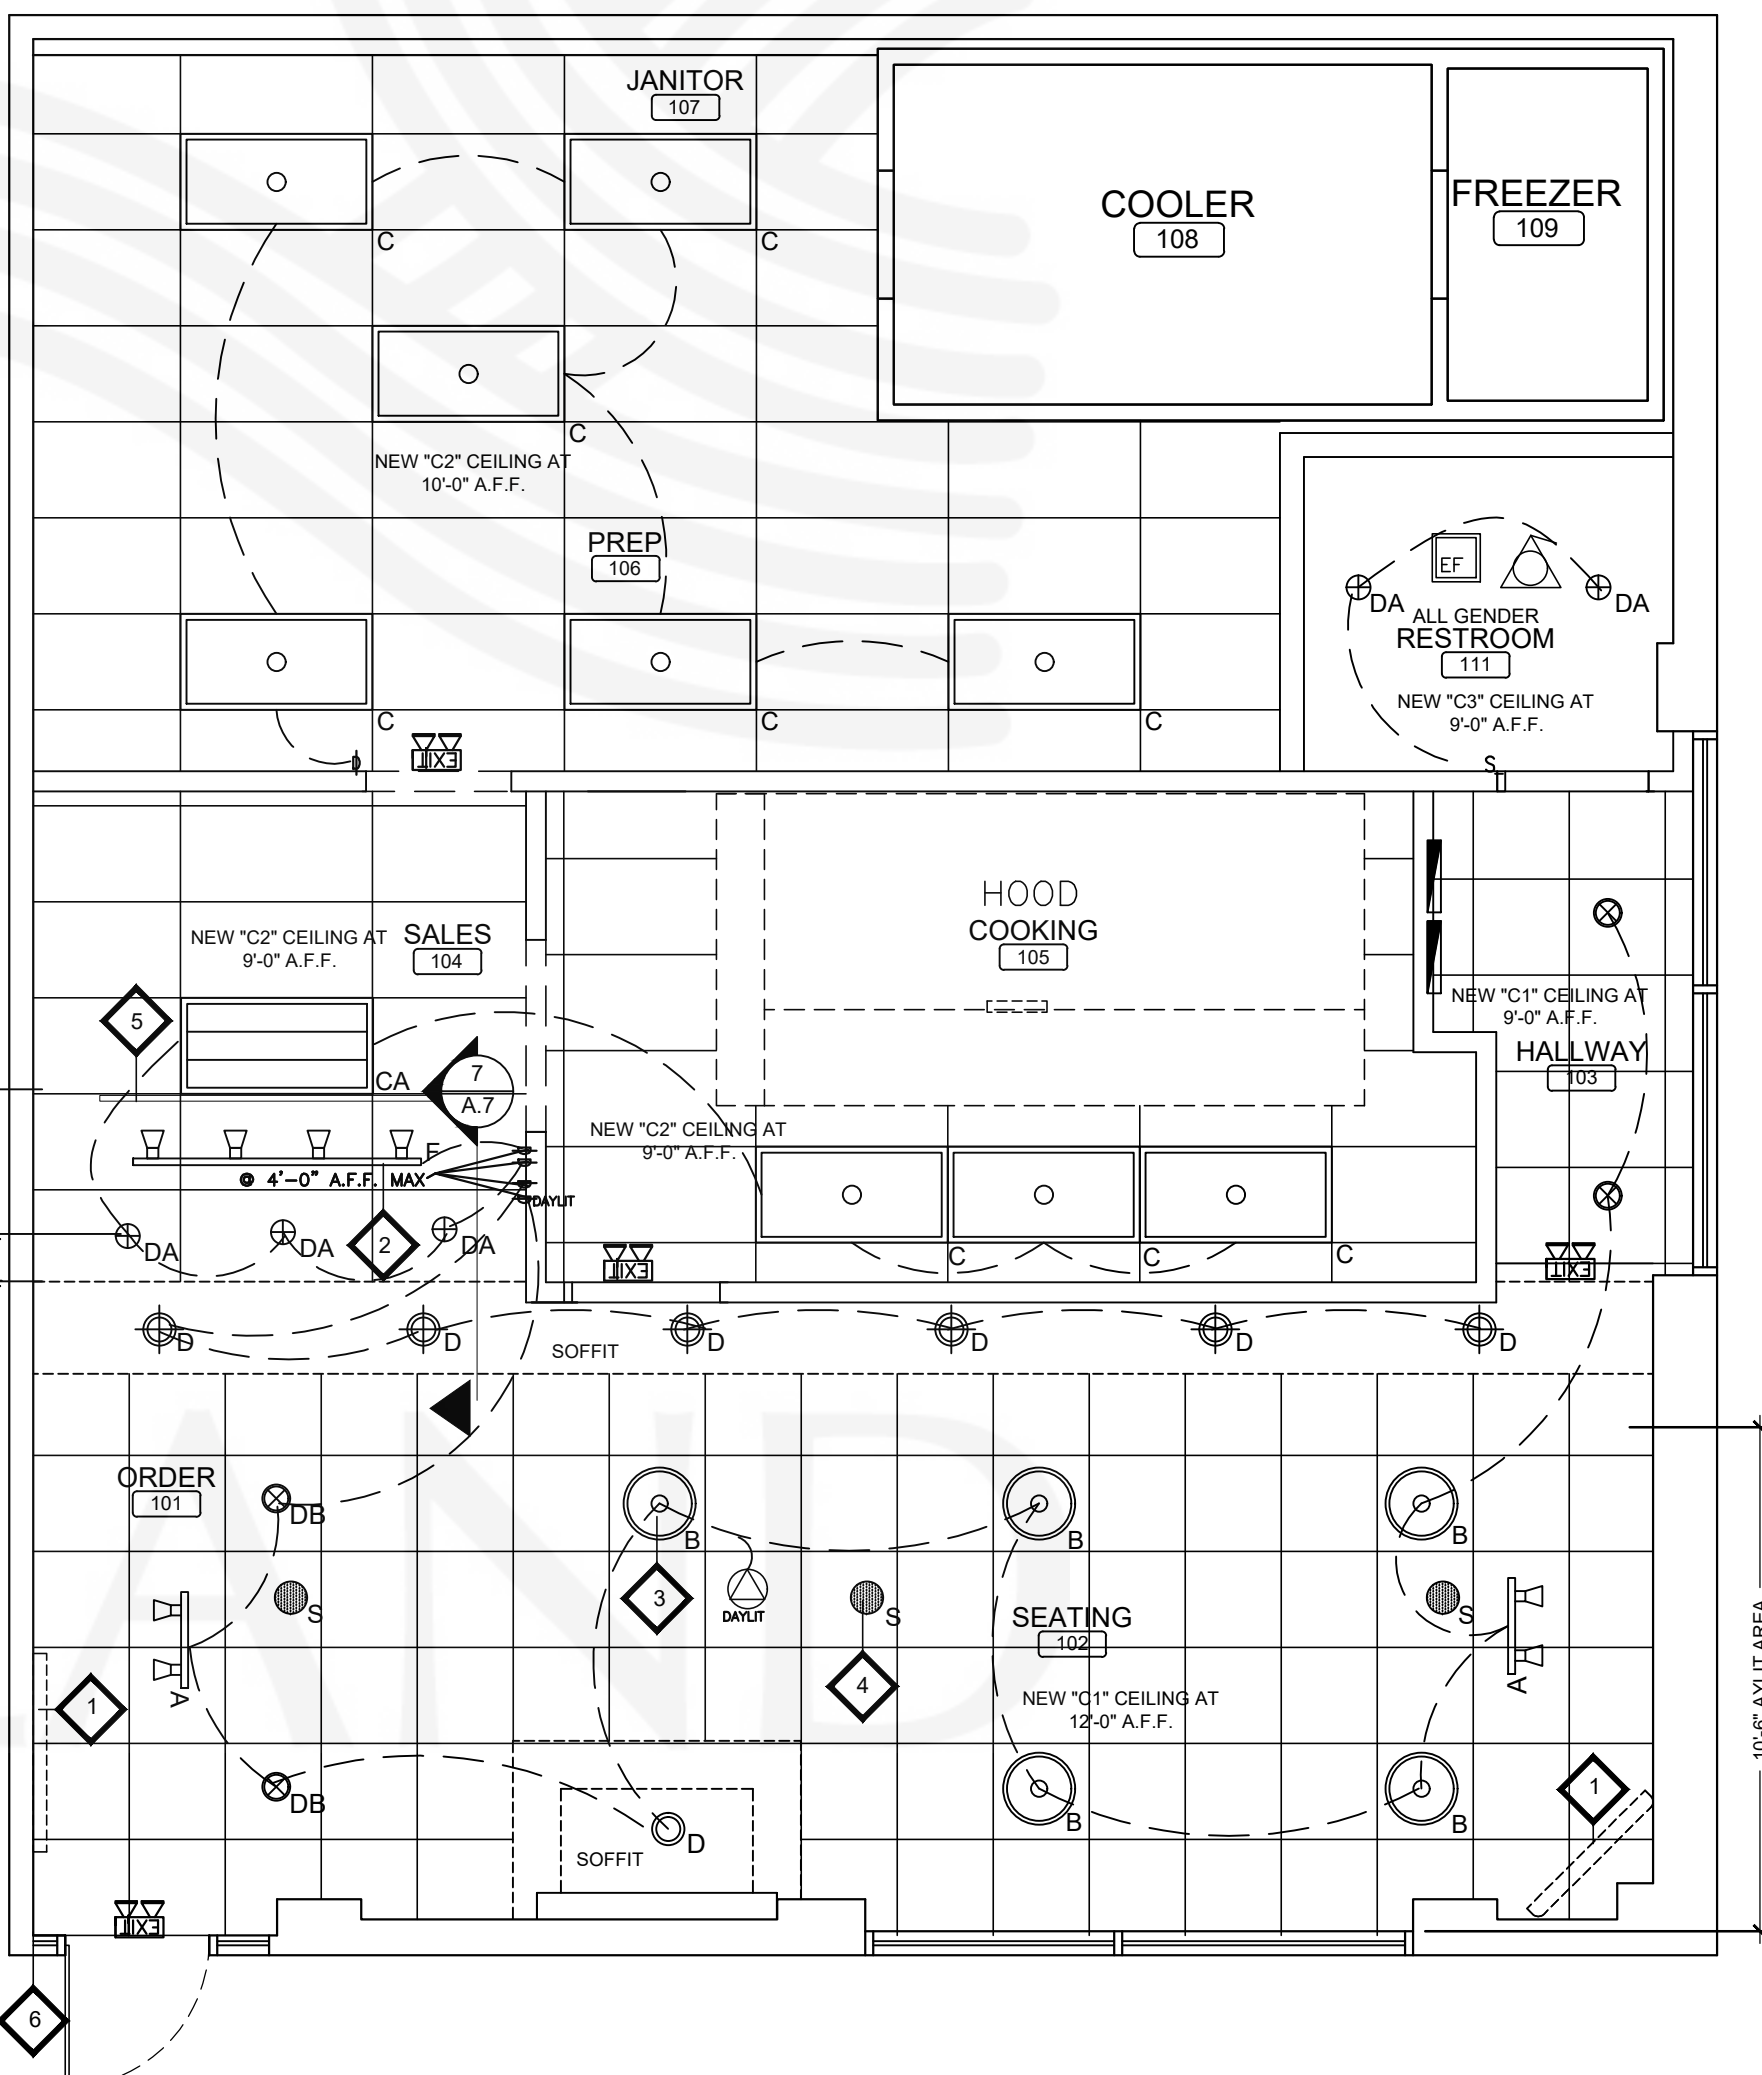 JANITOR
107
COOLER
108
FREEZER
109
C
C
C
NEW "C2" CEILING AT
10'-0" A.F.F.
PREP
106
EF
DA
DA
ALL GENDER
RESTROOM
111
NEW "C3" CEILING AT
9'-0" A.F.F.
S
C
C
C
EXIT
HOOD
COOKING
105
NEW "C2" CEILING AT
9'-0" A.F.F.
SALES
104
5
NEW "C1" CEILING AT
9'-0" A.F.F.
HALLWAY
103
CA
7
A.7
NEW "C2" CEILING AT
9'-0" A.F.F.
F
@ 4'-0" A.F.F. MAX
DAYLIT
DA
DA
2
DA
C
C
C
EXIT
EXIT
D
D
D
D
D
D
SOFFIT
ORDER
101
DB
B
B
B
S
3
DAYLIT
S
SEATING
102
S
A
1
4
A
NEW "C1" CEILING AT
12'-0" A.F.F.
DB
D
SOFFIT
B
B
1
EXIT
6
AND